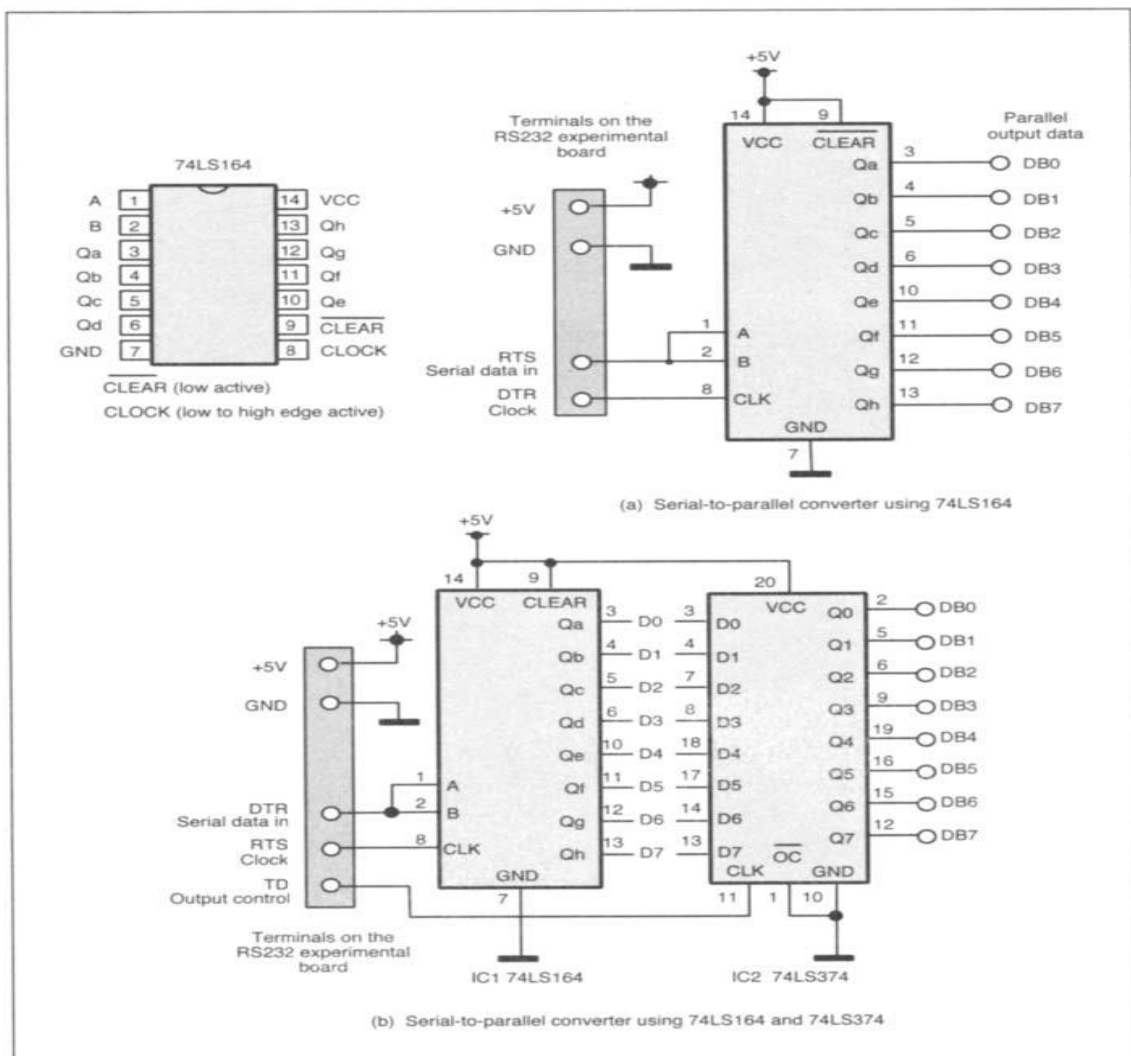 74LS164
A 1 14 VCC
B 2 13 Qh
Qa 3 12 Qg
Qb 4 11 Qf
Qc 5 10 Qe
Qd 6 9 CLEAR
GND 7 8 CLOCK
CLEAR (low active)
CLOCK (low to high edge active)
Terminals on the
RS232 experimental
board
+5V
GND
RTS
Serial data in
DTR
Clock
+5V
14 9
VCC CLEAR
1 A
2 B
8 CLK
GND
7
Parallel
output data
Qa 3 DB0
Qb 4 DB1
Qc 5 DB2
Qd 6 DB3
Qe 10 DB4
Qf 11 DB5
Qg 12 DB6
Qh 13 DB7
(a) Serial-to-parallel converter using 74LS164
+5V
+5V
GND
DTR
Serial data in
RTS
Clock
TD
Output control
Terminals on the
RS232 experimental
board
+5V
14 9
VCC CLEAR
1 A
2 B
8 CLK
GND
7
Qa 3 D0 3 D0
Qb 4 D1 4 D1
Qc 5 D2 7 D2
Qd 6 D3 8 D3
Qe 10 D4 18 D4
Qf 11 D5 17 D5
Qg 12 D6 14 D6
Qh 13 D7 13 D7
20
VCC
Q0 2 DB0
Q1 5 DB1
Q2 6 DB2
Q3 9 DB3
Q4 19 DB4
Q5 16 DB5
Q6 15 DB6
Q7 12 DB7
CLK OC GND
11 1 10
IC1 74LS164
IC2 74LS374
(b) Serial-to-parallel converter using 74LS164 and 74LS374